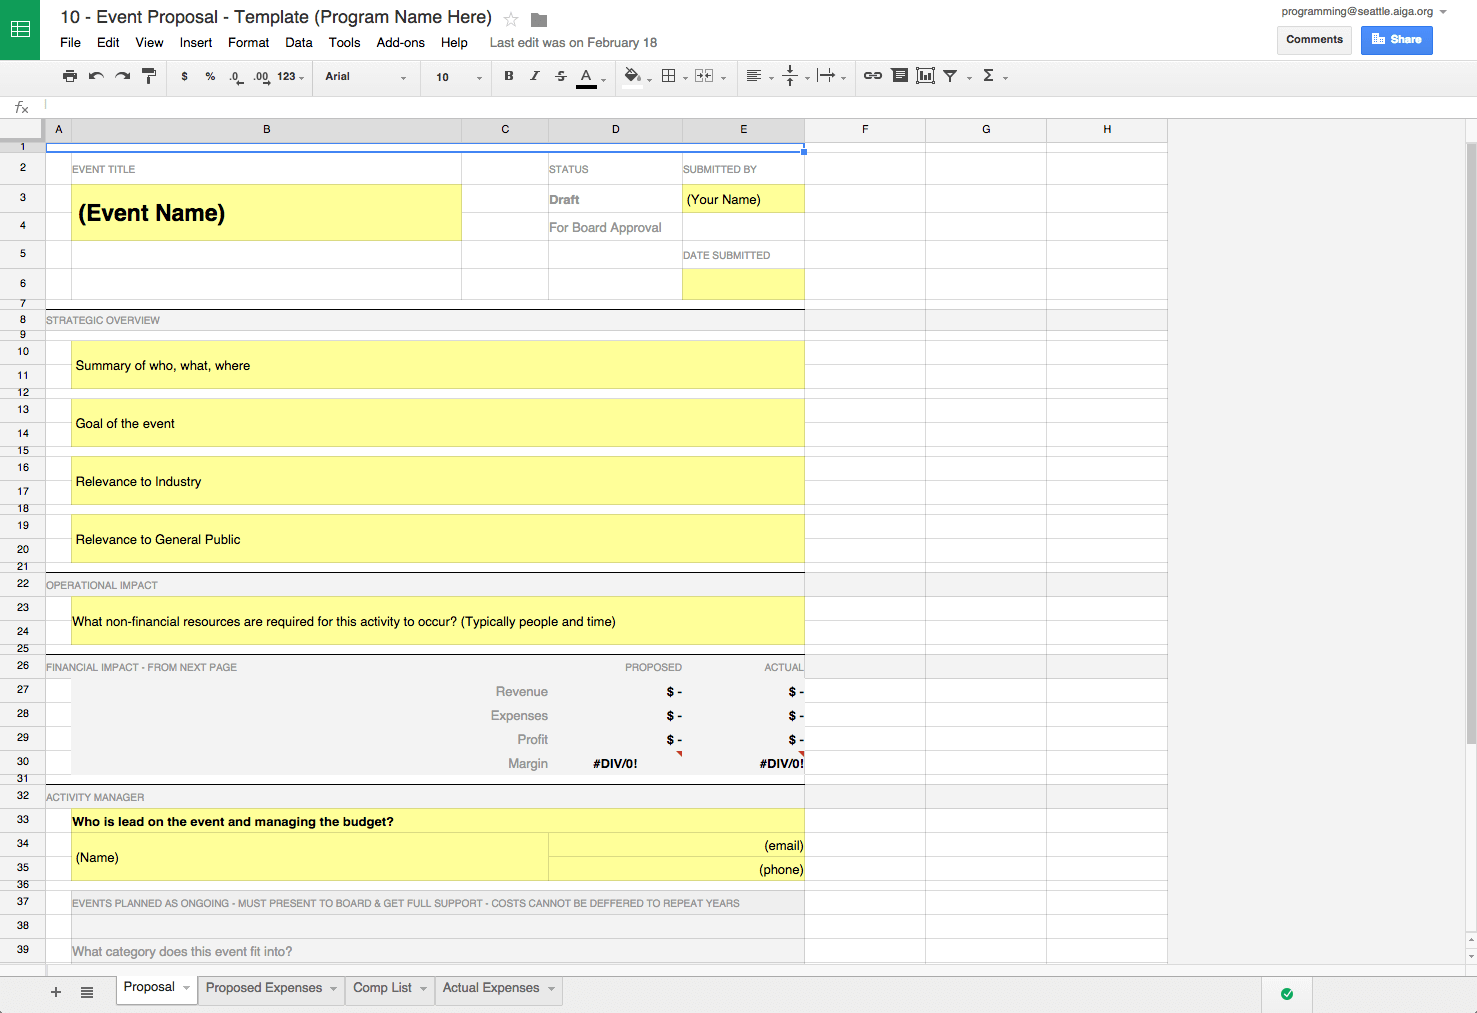 10 - Event Proposal - Template (Program Name Here)
programming@seattle.aiga.org
File Edit View Insert Format Data Tools Add-ons Help Last edit was on February 18
Comments Share
$ % .0 .00 123 Arial 10 B I S A Σ
fx
A B C D E F G H
1
2 EVENT TITLE STATUS SUBMITTED BY
3 (Event Name) Draft (Your Name)
4 For Board Approval
5 DATE SUBMITTED
6
7
8 STRATEGIC OVERVIEW
9
10 Summary of who, what, where
11
12
13 Goal of the event
14
15
16 Relevance to Industry
17
18
19 Relevance to General Public
20
21
22 OPERATIONAL IMPACT
23 What non-financial resources are required for this activity to occur? (Typically people and time)
24
25
26 FINANCIAL IMPACT - FROM NEXT PAGE PROPOSED ACTUAL
27 Revenue $ - $ -
28 Expenses $ - $ -
29 Profit $ - $ -
30 Margin #DIV/0! #DIV/0!
31
32 ACTIVITY MANAGER
33 Who is lead on the event and managing the budget?
34 (Name) (email)
35 (phone)
36
37 EVENTS PLANNED AS ONGOING - MUST PRESENT TO BOARD & GET FULL SUPPORT - COSTS CANNOT BE DEFFERED TO REPEAT YEARS
38
39 What category does this event fit into?
+ Proposal Proposed Expenses Comp List Actual Expenses